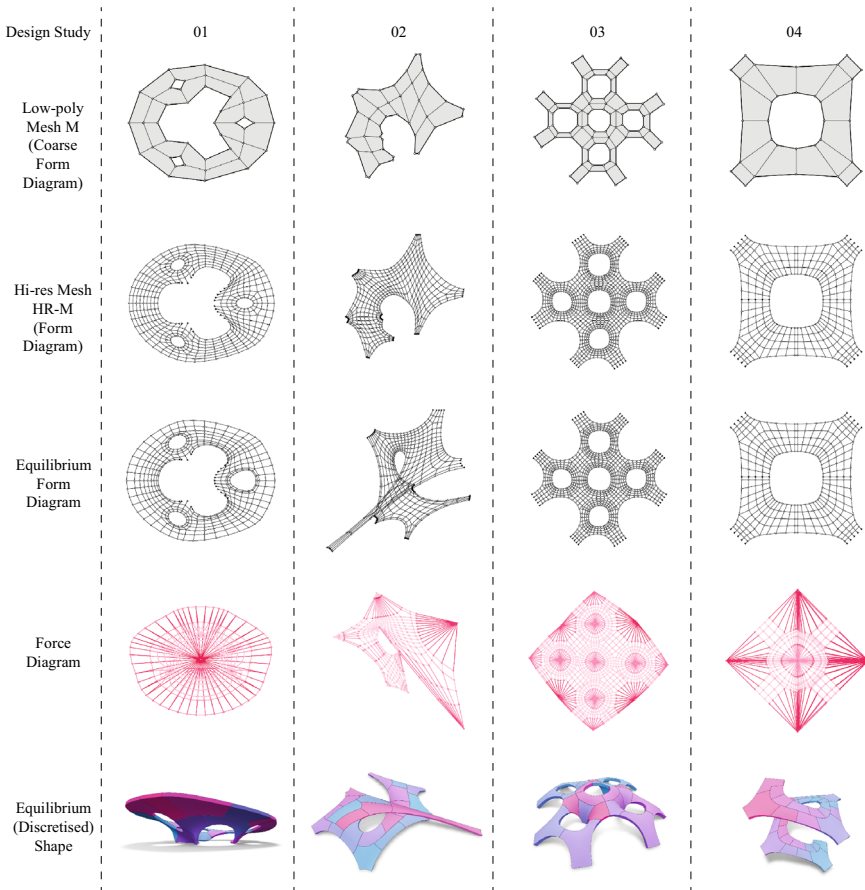 Design Study 01 02 03 04
Low-poly
Mesh M
(Coarse
Form
Diagram)
Hi-res Mesh
HR-M
(Form
Diagram)
Equilibrium
Form
Diagram
Force
Diagram
Equilibrium
(Discretised)
Shape